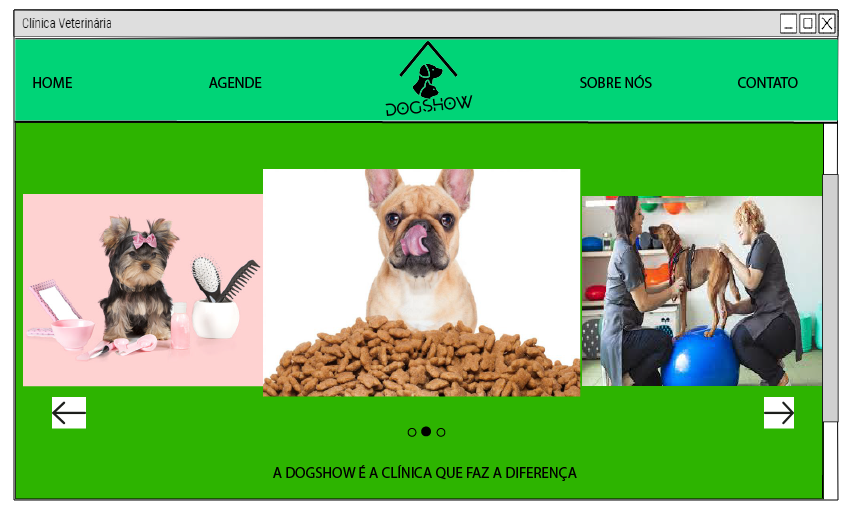 Clínica Veterinária
HOME
AGENDE
DOGSHOW
SOBRE NÓS
CONTATO
A DOGSHOW É A CLÍNICA QUE FAZ A DIFERENÇA